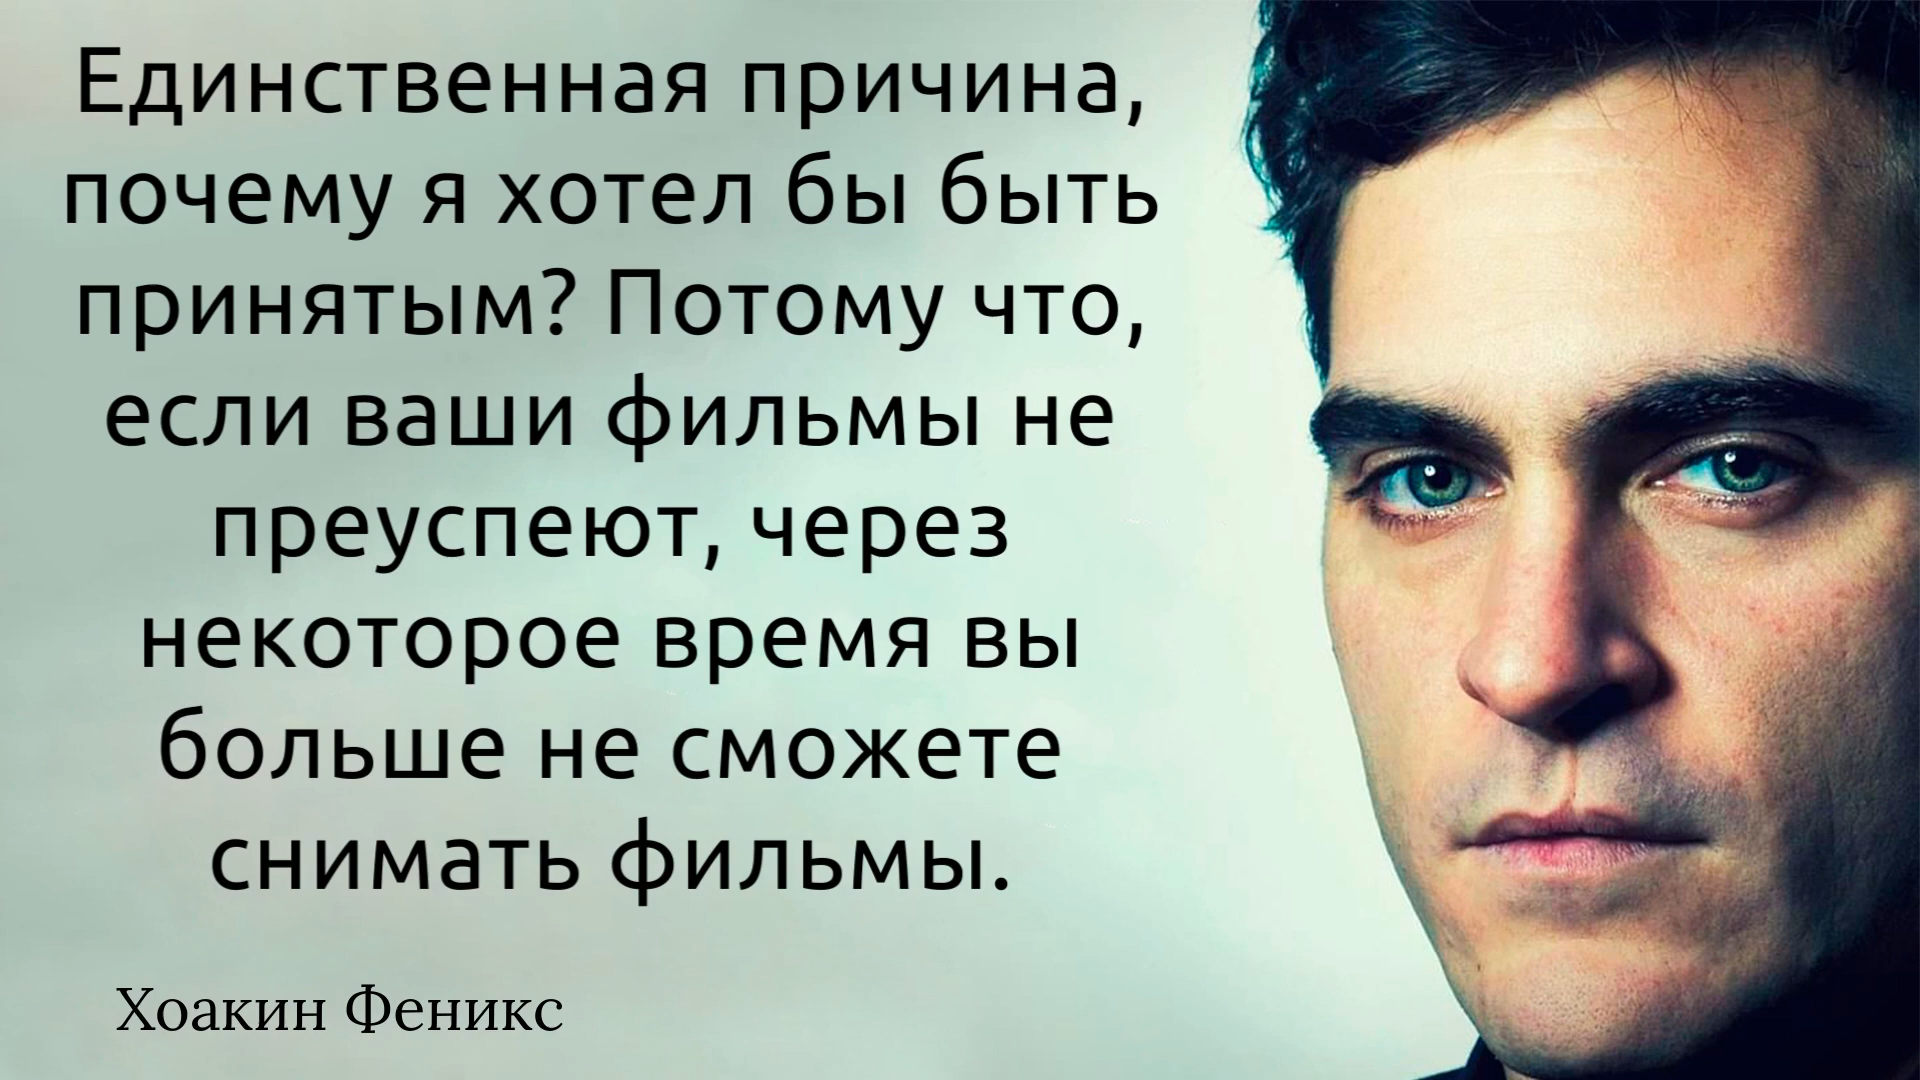 Единственная причина,
почему я хотел бы быть
принятым? Потому что,
если ваши фильмы не
преуспеют, через
некоторое время вы
больше не сможете
снимать фильмы.
Хоакин Феникс